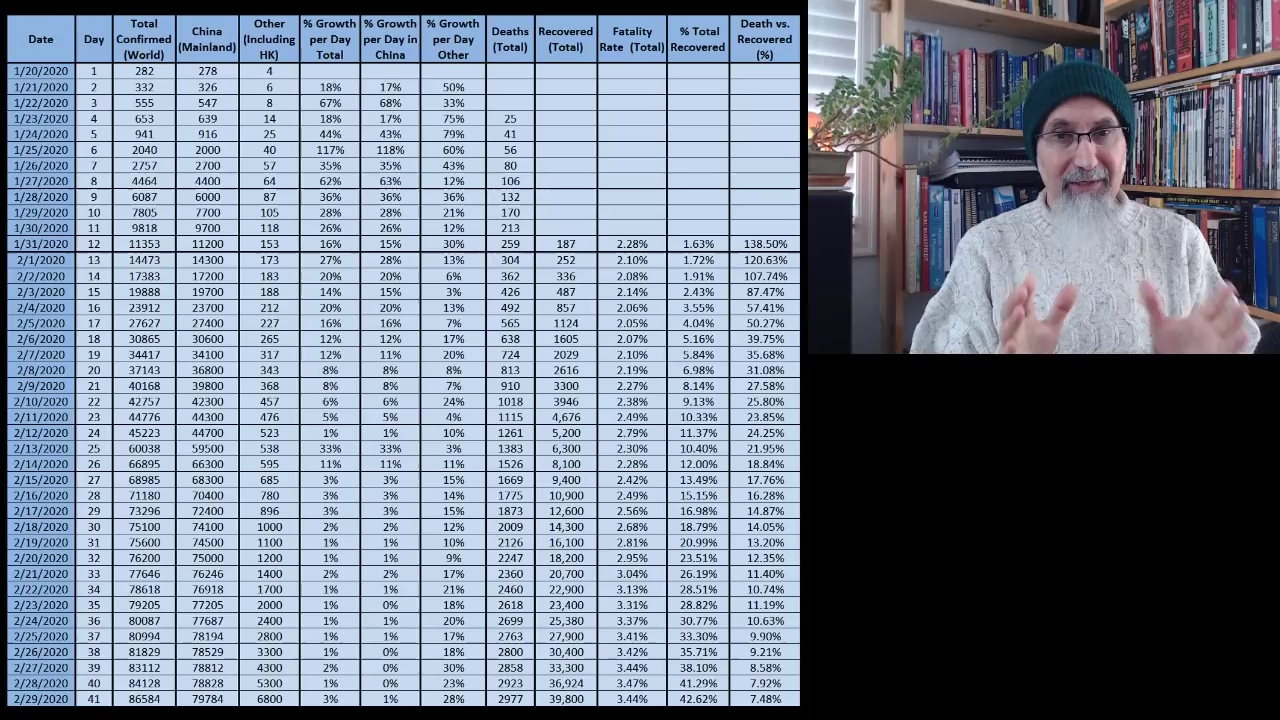 Date Day Total Confirmed (World) China (Mainland) Other (Including HK) % Growth per Day Total % Growth per Day in China % Growth per Day Other Deaths (Total) Recovered (Total) Fatality Rate (Total) % Total Recovered Death vs. Recovered (%)
1/20/2020 1 282 278 4
1/21/2020 2 332 326 6 18% 17% 50%
1/22/2020 3 555 547 8 67% 68% 33%
1/23/2020 4 653 639 14 18% 17% 75% 25
1/24/2020 5 941 916 25 44% 43% 79% 41
1/25/2020 6 2040 2000 40 117% 118% 60% 56
1/26/2020 7 2757 2700 57 35% 35% 43% 80
1/27/2020 8 4464 4400 64 62% 63% 12% 106
1/28/2020 9 6087 6000 87 36% 36% 36% 132
1/29/2020 10 7805 7700 105 28% 28% 21% 170
1/30/2020 11 9818 9700 118 26% 26% 12% 213
1/31/2020 12 11353 11200 153 16% 15% 30% 259 187 2.28% 1.63% 138.50%
2/1/2020 13 14473 14300 173 27% 28% 13% 304 252 2.10% 1.72% 120.63%
2/2/2020 14 17383 17200 183 20% 20% 6% 362 336 2.08% 1.91% 107.74%
2/3/2020 15 19888 19700 188 14% 15% 3% 426 487 2.14% 2.43% 87.47%
2/4/2020 16 23912 23700 212 20% 20% 13% 492 857 2.06% 3.55% 57.41%
2/5/2020 17 27627 27400 227 16% 16% 7% 565 1124 2.05% 4.04% 50.27%
2/6/2020 18 30865 30600 265 12% 12% 17% 638 1605 2.07% 5.16% 39.75%
2/7/2020 19 34417 34100 317 12% 11% 20% 724 2029 2.10% 5.84% 35.68%
2/8/2020 20 37143 36800 343 8% 8% 8% 813 2616 2.19% 6.98% 31.08%
2/9/2020 21 40168 39800 368 8% 8% 7% 910 3300 2.27% 8.14% 27.58%
2/10/2020 22 42757 42300 457 6% 6% 24% 1018 3946 2.38% 9.13% 25.80%
2/11/2020 23 44776 44300 476 5% 5% 4% 1115 4,676 2.49% 10.33% 23.85%
2/12/2020 24 45223 44700 523 1% 1% 10% 1261 5,200 2.79% 11.37% 24.25%
2/13/2020 25 60038 59500 538 33% 33% 3% 1383 6,300 2.30% 10.40% 21.95%
2/14/2020 26 66895 66300 595 11% 11% 11% 1526 8,100 2.28% 12.00% 18.84%
2/15/2020 27 68985 68300 685 3% 3% 15% 1669 9,400 2.42% 13.49% 17.76%
2/16/2020 28 71180 70400 780 3% 3% 14% 1775 10,900 2.49% 15.15% 16.28%
2/17/2020 29 73296 72400 896 3% 3% 15% 1873 12,600 2.56% 16.98% 14.87%
2/18/2020 30 75100 74100 1000 2% 2% 12% 2009 14,300 2.68% 18.79% 14.05%
2/19/2020 31 75600 74500 1100 1% 1% 10% 2126 16,100 2.81% 20.99% 13.20%
2/20/2020 32 76200 75000 1200 1% 1% 9% 2247 18,200 2.95% 23.51% 12.35%
2/21/2020 33 77646 76246 1400 2% 2% 17% 2360 20,700 3.04% 26.19% 11.40%
2/22/2020 34 78618 76918 1700 1% 1% 21% 2460 22,900 3.13% 28.51% 10.74%
2/23/2020 35 79205 77205 2000 1% 0% 18% 2618 23,400 3.31% 28.82% 11.19%
2/24/2020 36 80087 77687 2400 1% 1% 20% 2699 25,380 3.37% 30.77% 10.63%
2/25/2020 37 80994 78194 2800 1% 1% 17% 2763 27,900 3.41% 33.30% 9.90%
2/26/2020 38 81829 78529 3300 1% 0% 18% 2800 30,400 3.42% 35.71% 9.21%
2/27/2020 39 83112 78812 4300 2% 0% 30% 2858 33,300 3.44% 38.10% 8.58%
2/28/2020 40 84128 78828 5300 1% 0% 23% 2923 36,924 3.47% 41.29% 7.92%
2/29/2020 41 86584 79784 6800 3% 1% 28% 2977 39,800 3.44% 42.62% 7.48%